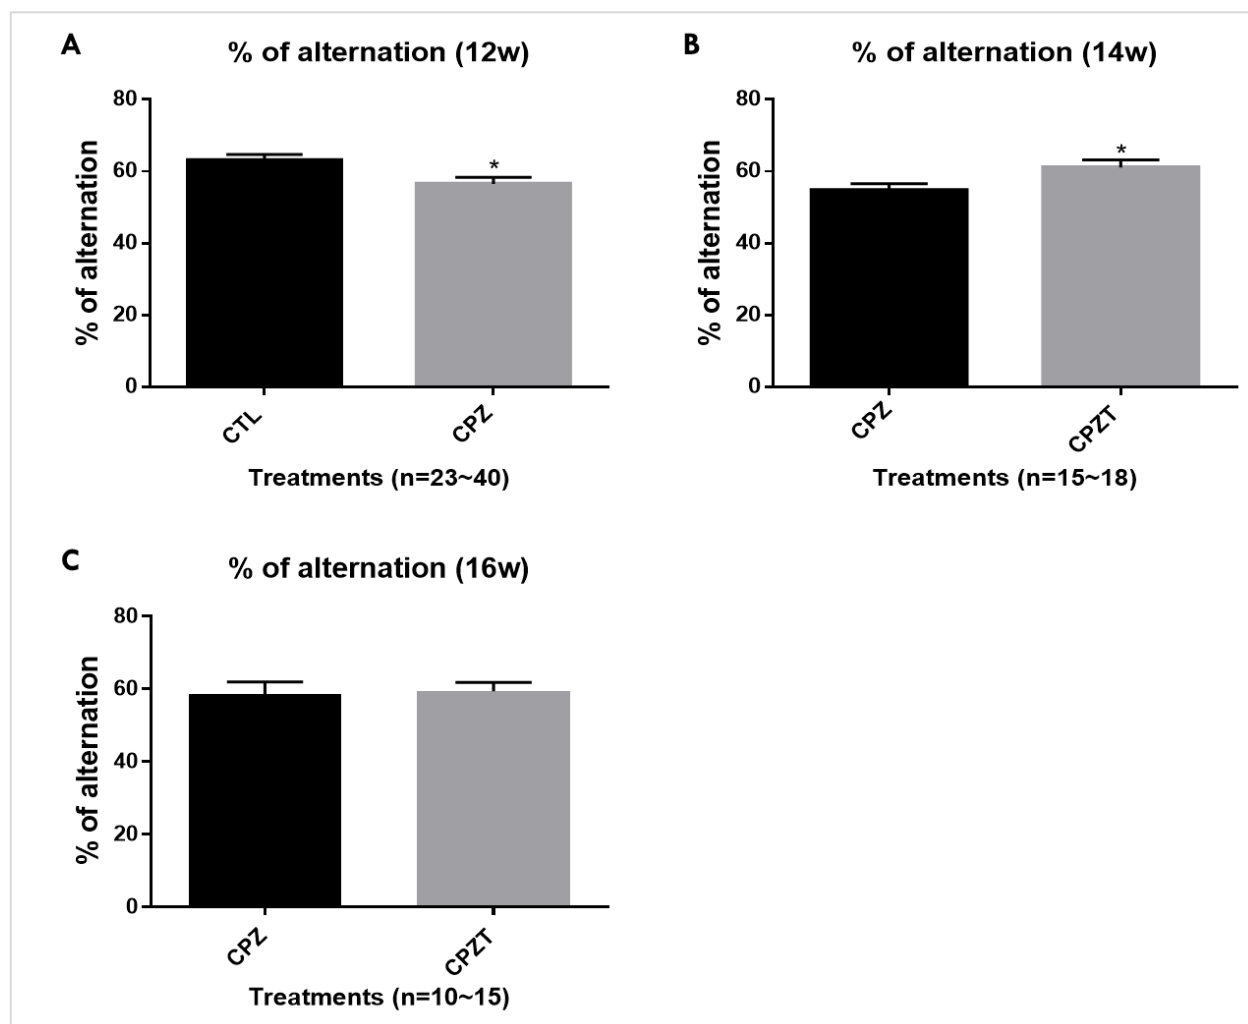 A
% of alternation (12w)
% of alternation
80
60
40
20
0
*
CTL
CPZ
Treatments (n=23~40)
B
% of alternation (14w)
% of alternation
80
60
40
20
0
*
CPZ
CPZT
Treatments (n=15~18)
C
% of alternation (16w)
% of alternation
80
60
40
20
0
CPZ
CPZT
Treatments (n=10~15)